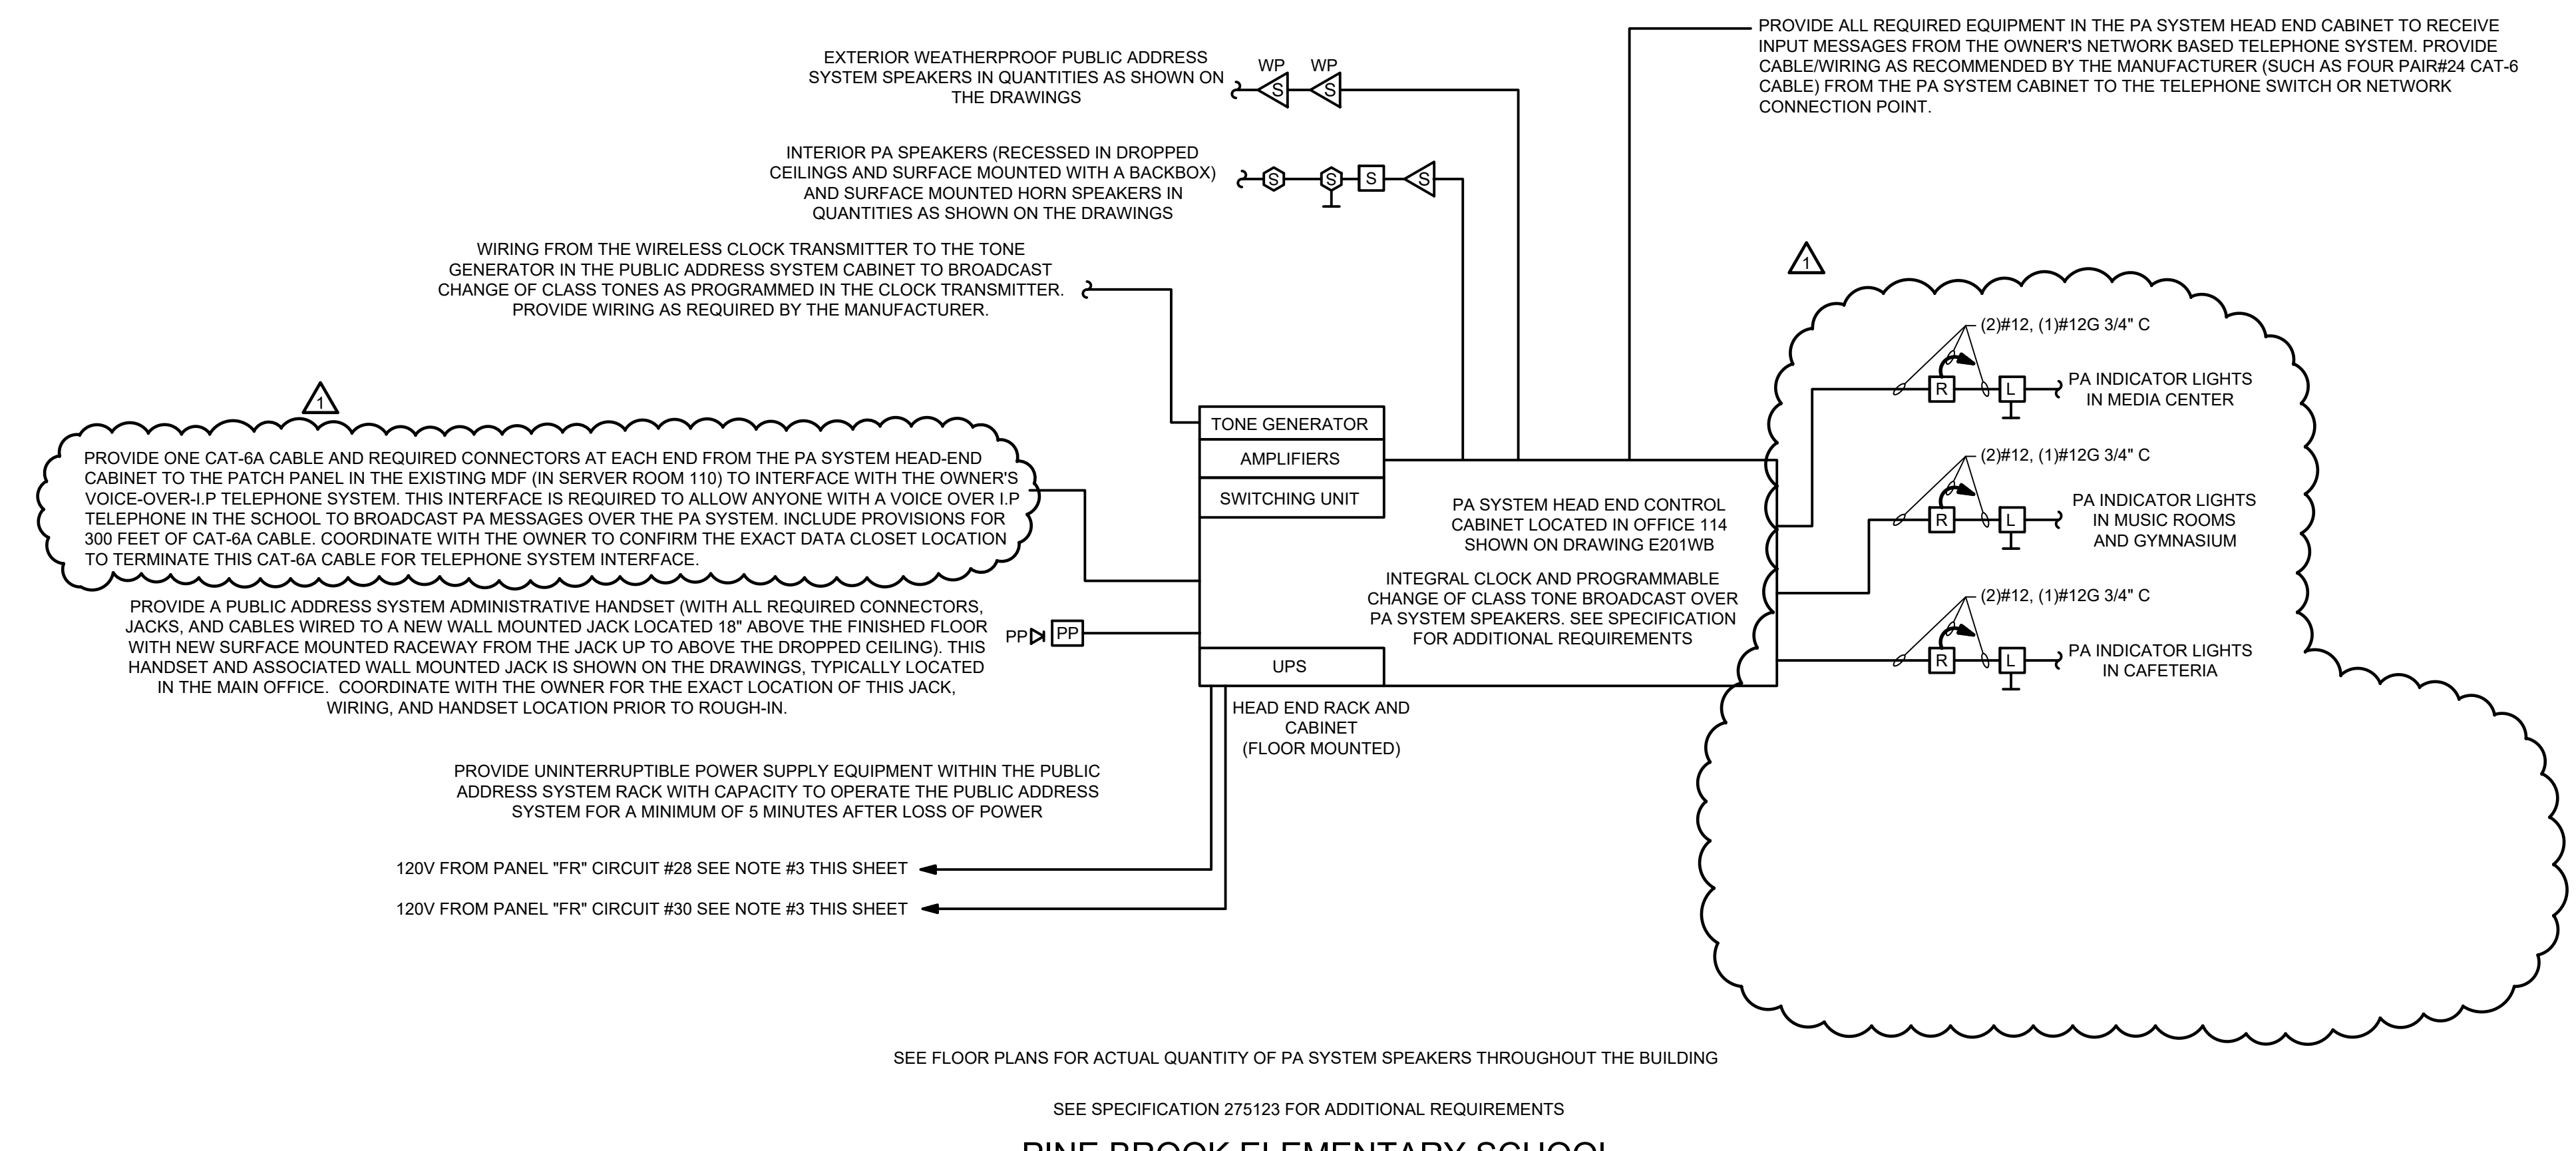 PROVIDE ALL REQUIRED EQUIPMENT IN THE PA SYSTEM HEAD END CABINET TO RECEIVE
INPUT MESSAGES FROM THE OWNER'S NETWORK BASED TELEPHONE SYSTEM. PROVIDE
CABLE/WIRING AS RECOMMENDED BY THE MANUFACTURER (SUCH AS FOUR PAIR#24 CAT-6
CABLE) FROM THE PA SYSTEM CABINET TO THE TELEPHONE SWITCH OR NETWORK
CONNECTION POINT.
EXTERIOR WEATHERPROOF PUBLIC ADDRESS
SYSTEM SPEAKERS IN QUANTITIES AS SHOWN ON
THE DRAWINGS
WP WP
S S
INTERIOR PA SPEAKERS (RECESSED IN DROPPED
CEILINGS AND SURFACE MOUNTED WITH A BACKBOX)
AND SURFACE MOUNTED HORN SPEAKERS IN
QUANTITIES AS SHOWN ON THE DRAWINGS
S S S S
WIRING FROM THE WIRELESS CLOCK TRANSMITTER TO THE TONE
GENERATOR IN THE PUBLIC ADDRESS SYSTEM CABINET TO BROADCAST
CHANGE OF CLASS TONES AS PROGRAMMED IN THE CLOCK TRANSMITTER.
PROVIDE WIRING AS REQUIRED BY THE MANUFACTURER.
1
PROVIDE ONE CAT-6A CABLE AND REQUIRED CONNECTORS AT EACH END FROM THE PA SYSTEM HEAD-END
CABINET TO THE PATCH PANEL IN THE EXISTING MDF (IN SERVER ROOM 110) TO INTERFACE WITH THE OWNER'S
VOICE-OVER-I.P TELEPHONE SYSTEM. THIS INTERFACE IS REQUIRED TO ALLOW ANYONE WITH A VOICE OVER I.P
TELEPHONE IN THE SCHOOL TO BROADCAST PA MESSAGES OVER THE PA SYSTEM. INCLUDE PROVISIONS FOR
300 FEET OF CAT-6A CABLE. COORDINATE WITH THE OWNER TO CONFIRM THE EXACT DATA CLOSET LOCATION
TO TERMINATE THIS CAT-6A CABLE FOR TELEPHONE SYSTEM INTERFACE.
PROVIDE A PUBLIC ADDRESS SYSTEM ADMINISTRATIVE HANDSET (WITH ALL REQUIRED CONNECTORS,
JACKS, AND CABLES WIRED TO A NEW WALL MOUNTED JACK LOCATED 18" ABOVE THE FINISHED FLOOR
WITH NEW SURFACE MOUNTED RACEWAY FROM THE JACK UP TO ABOVE THE DROPPED CEILING). THIS
HANDSET AND ASSOCIATED WALL MOUNTED JACK IS SHOWN ON THE DRAWINGS, TYPICALLY LOCATED
IN THE MAIN OFFICE. COORDINATE WITH THE OWNER FOR THE EXACT LOCATION OF THIS JACK,
WIRING, AND HANDSET LOCATION PRIOR TO ROUGH-IN.
PP PP
TONE GENERATOR
AMPLIFIERS
SWITCHING UNIT
PA SYSTEM HEAD END CONTROL
CABINET LOCATED IN OFFICE 114
SHOWN ON DRAWING E201WB
INTEGRAL CLOCK AND PROGRAMMABLE
CHANGE OF CLASS TONE BROADCAST OVER
PA SYSTEM SPEAKERS. SEE SPECIFICATION
FOR ADDITIONAL REQUIREMENTS
UPS
HEAD END RACK AND
CABINET
(FLOOR MOUNTED)
1
(2)#12, (1)#12G 3/4" C
R L
PA INDICATOR LIGHTS
IN MEDIA CENTER
(2)#12, (1)#12G 3/4" C
R L
PA INDICATOR LIGHTS
IN MUSIC ROOMS
AND GYMNASIUM
(2)#12, (1)#12G 3/4" C
R L
PA INDICATOR LIGHTS
IN CAFETERIA
PROVIDE UNINTERRUPTIBLE POWER SUPPLY EQUIPMENT WITHIN THE PUBLIC
ADDRESS SYSTEM RACK WITH CAPACITY TO OPERATE THE PUBLIC ADDRESS
SYSTEM FOR A MINIMUM OF 5 MINUTES AFTER LOSS OF POWER
120V FROM PANEL "FR" CIRCUIT #28 SEE NOTE #3 THIS SHEET
120V FROM PANEL "FR" CIRCUIT #30 SEE NOTE #3 THIS SHEET
SEE FLOOR PLANS FOR ACTUAL QUANTITY OF PA SYSTEM SPEAKERS THROUGHOUT THE BUILDING
SEE SPECIFICATION 275123 FOR ADDITIONAL REQUIREMENTS
PINE BROOK ELEMENTARY SCHOOL